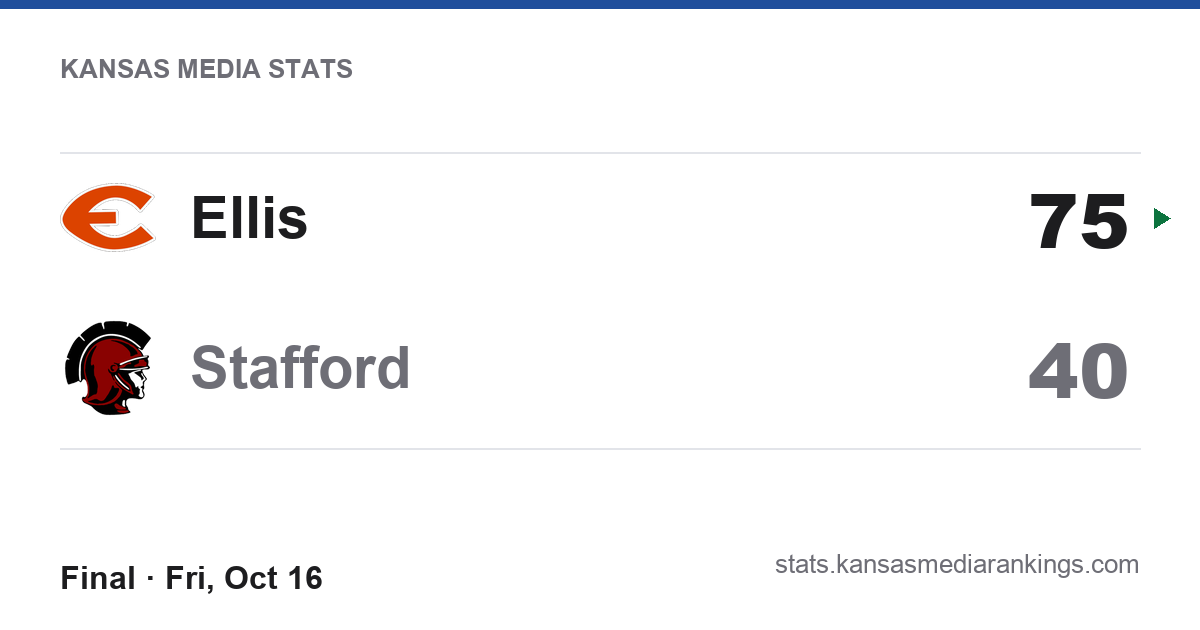 KANSAS MEDIA STATS
Ellis 75
Stafford 40
Final · Fri, Oct 16
stats.kansasmediarankings.com